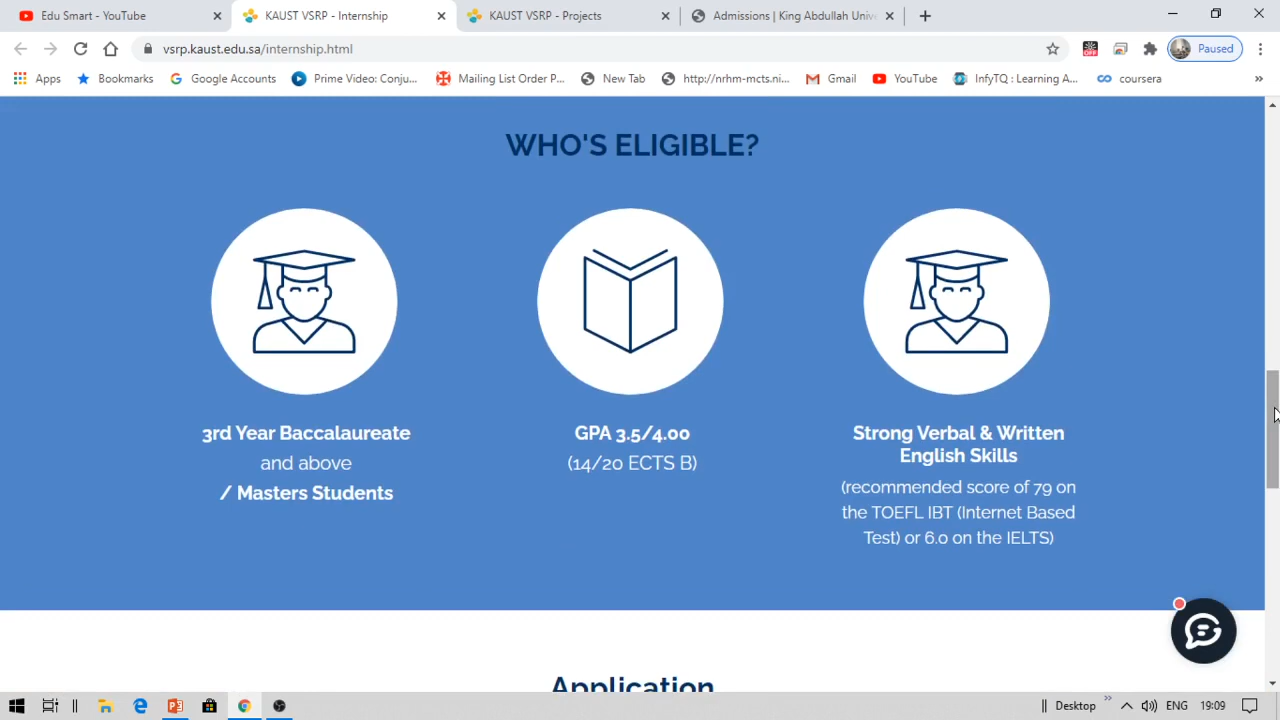 Edu Smart - YouTube
KAUST VSRP - Internship
KAUST VSRP - Projects
Admissions | King Abdullah Unive
vsrp.kaust.edu.sa/internship.html
OFF
Paused
Apps
Bookmarks
Google Accounts
Prime Video: Conju...
Mailing List Order P...
New Tab
http://mhm-mcts.ni...
Gmail
YouTube
InfyTQ : Learning A...
coursera
»
WHO'S ELIGIBLE?
3rd Year Baccalaureate
and above
/ Masters Students
GPA 3.5/4.00
(14/20 ECTS B)
Strong Verbal & Written
English Skills
(recommended score of 79 on
the TOEFL IBT (Internet Based
Test) or 6.0 on the IELTS)
Application
Desktop
»
ENG
19:09